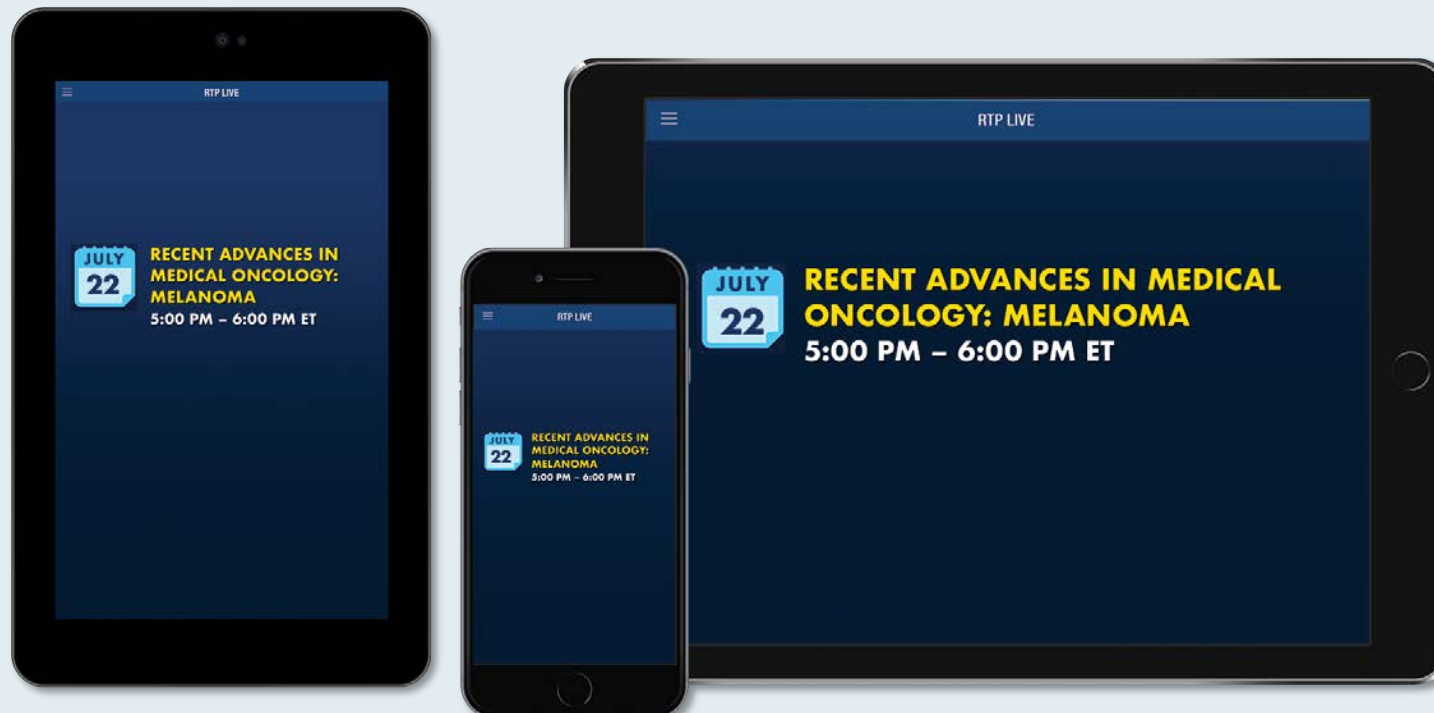 RTP LIVE
JULY
22
RECENT ADVANCES IN
MEDICAL ONCOLOGY:
MELANOMA
5:00 PM – 6:00 PM ET
RTP LIVE
JULY
22
RECENT ADVANCES IN
MEDICAL ONCOLOGY:
MELANOMA
5:00 PM – 6:00 PM ET
RTP LIVE
JULY
22
RECENT ADVANCES IN MEDICAL
ONCOLOGY: MELANOMA
5:00 PM – 6:00 PM ET